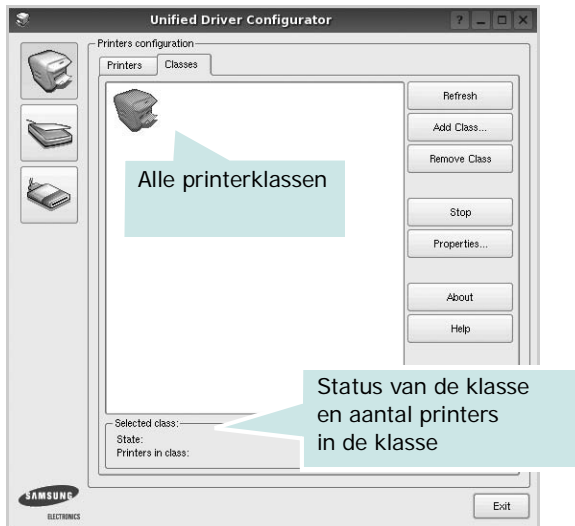 Unified Driver Configurator
Printers configuration
Printers
Classes
Refresh
Add Class...
Remove Class
Alle printerklassen
Stop
Properties...
About
Help
Status van de klasse
en aantal printers
in de klasse
Selected class:
State:
Printers in class:
SAMSUNG
ELECTRONICS
Exit